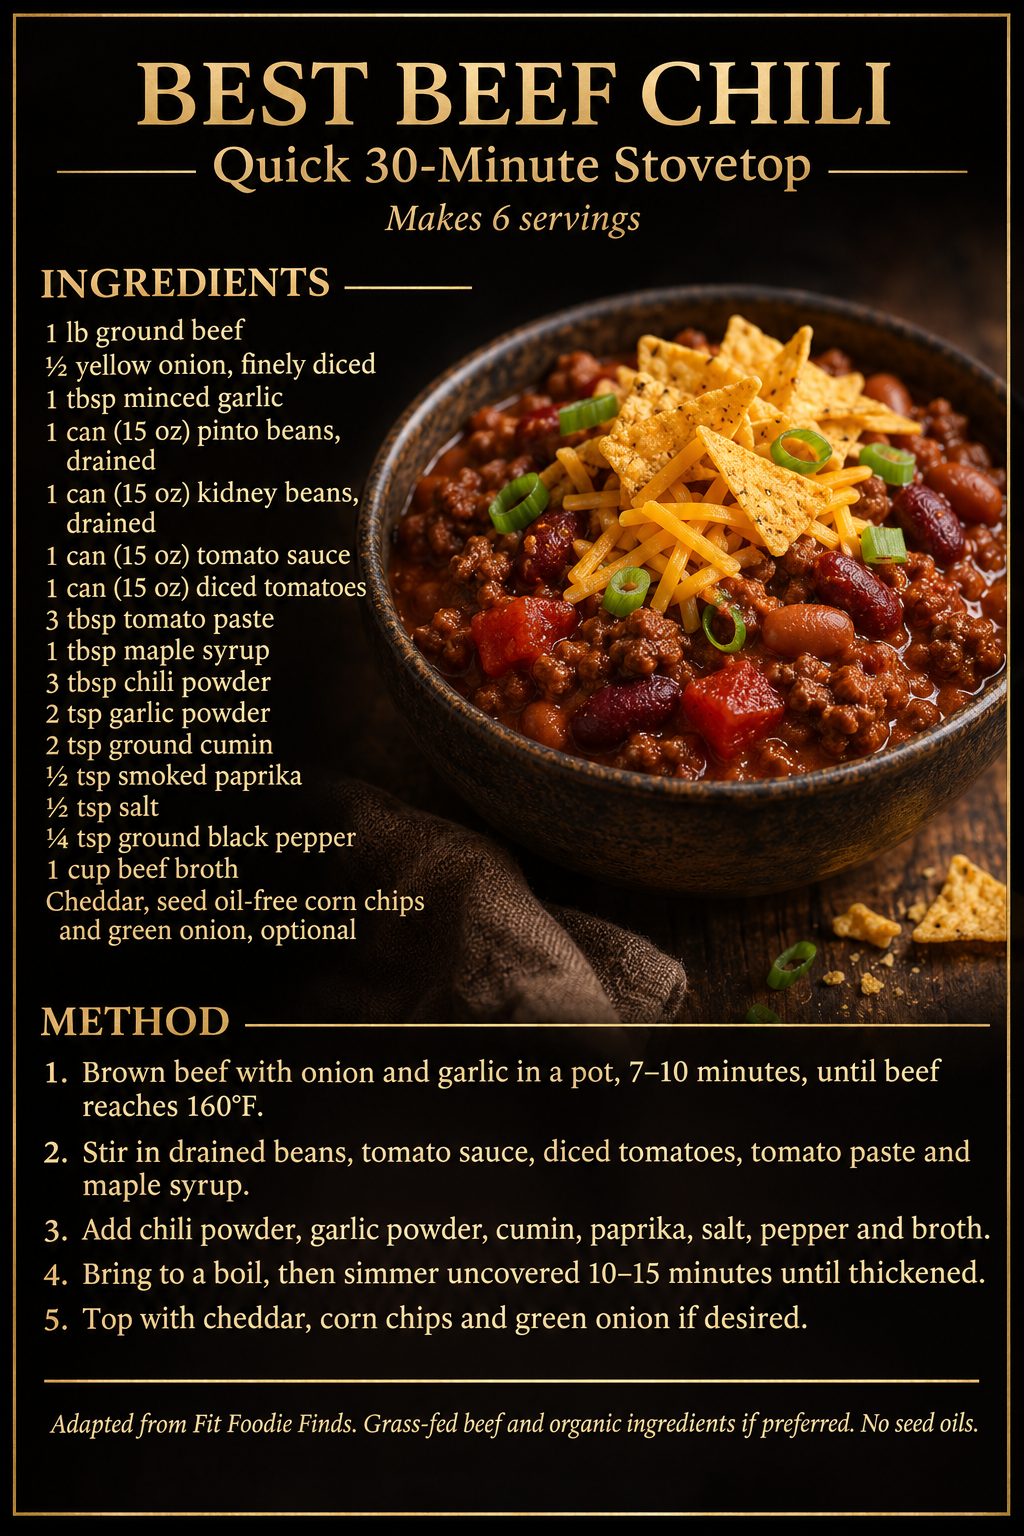 BEST BEEF CHILI
Quick 30-Minute Stovetop
Makes 6 servings
INGREDIENTS
1 lb ground beef
½ yellow onion, finely diced
1 tbsp minced garlic
1 can (15 oz) pinto beans,
drained
1 can (15 oz) kidney beans,
drained
1 can (15 oz) tomato sauce
1 can (15 oz) diced tomatoes
3 tbsp tomato paste
1 tbsp maple syrup
3 tbsp chili powder
2 tsp garlic powder
2 tsp ground cumin
½ tsp smoked paprika
½ tsp salt
¼ tsp ground black pepper
1 cup beef broth
Cheddar, seed oil-free corn chips
and green onion, optional
METHOD
1. Brown beef with onion and garlic in a pot, 7–10 minutes, until beef
reaches 160°F.
2. Stir in drained beans, tomato sauce, diced tomatoes, tomato paste and
maple syrup.
3. Add chili powder, garlic powder, cumin, paprika, salt, pepper and broth.
4. Bring to a boil, then simmer uncovered 10–15 minutes until thickened.
5. Top with cheddar, corn chips and green onion if desired.
Adapted from Fit Foodie Finds. Grass-fed beef and organic ingredients if preferred. No seed oils.